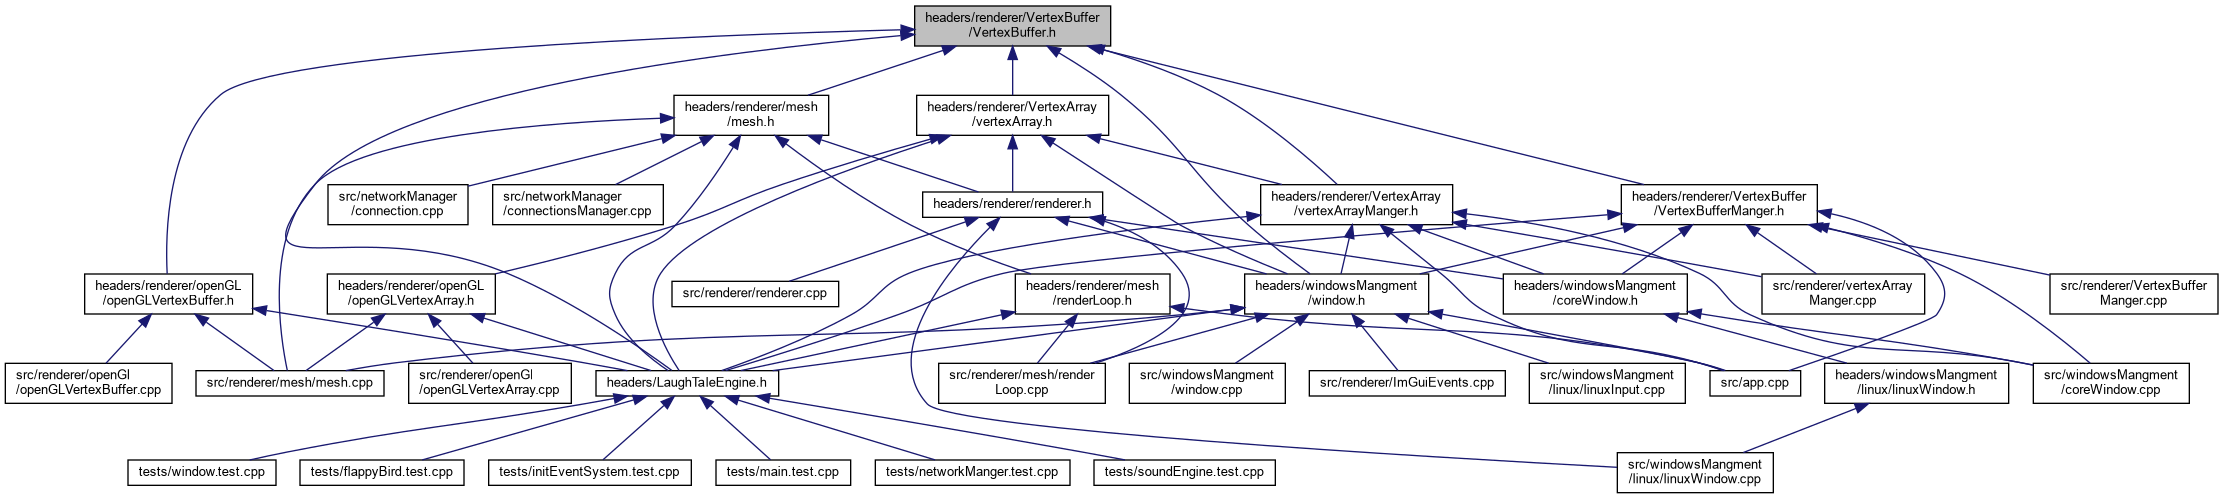 headers/renderer/VertexBuffer
/VertexBuffer.h
headers/renderer/mesh
/mesh.h
headers/renderer/VertexArray
/vertexArray.h
src/networkManager
/connection.cpp
src/networkManager
/connectionsManager.cpp
headers/renderer/renderer.h
headers/renderer/VertexArray
/vertexArrayManger.h
headers/renderer/VertexBuffer
/VertexBufferManger.h
headers/renderer/openGL
/openGLVertexBuffer.h
headers/renderer/openGL
/openGLVertexArray.h
src/renderer/renderer.cpp
headers/renderer/mesh
/renderLoop.h
headers/windowsMangment
/window.h
headers/windowsMangment
/coreWindow.h
src/renderer/vertexArray
Manger.cpp
src/renderer/VertexBuffer
Manger.cpp
src/renderer/openGl
/openGLVertexBuffer.cpp
src/renderer/mesh/mesh.cpp
src/renderer/openGl
/openGLVertexArray.cpp
headers/LaughTaleEngine.h
src/renderer/mesh/render
Loop.cpp
src/windowsMangment
/window.cpp
src/renderer/ImGuiEvents.cpp
src/windowsMangment
/linux/linuxInput.cpp
src/app.cpp
headers/windowsMangment
/linux/linuxWindow.h
src/windowsMangment
/coreWindow.cpp
tests/window.test.cpp
tests/flappyBird.test.cpp
tests/initEventSystem.test.cpp
tests/main.test.cpp
tests/networkManger.test.cpp
tests/soundEngine.test.cpp
src/windowsMangment
/linux/linuxWindow.cpp